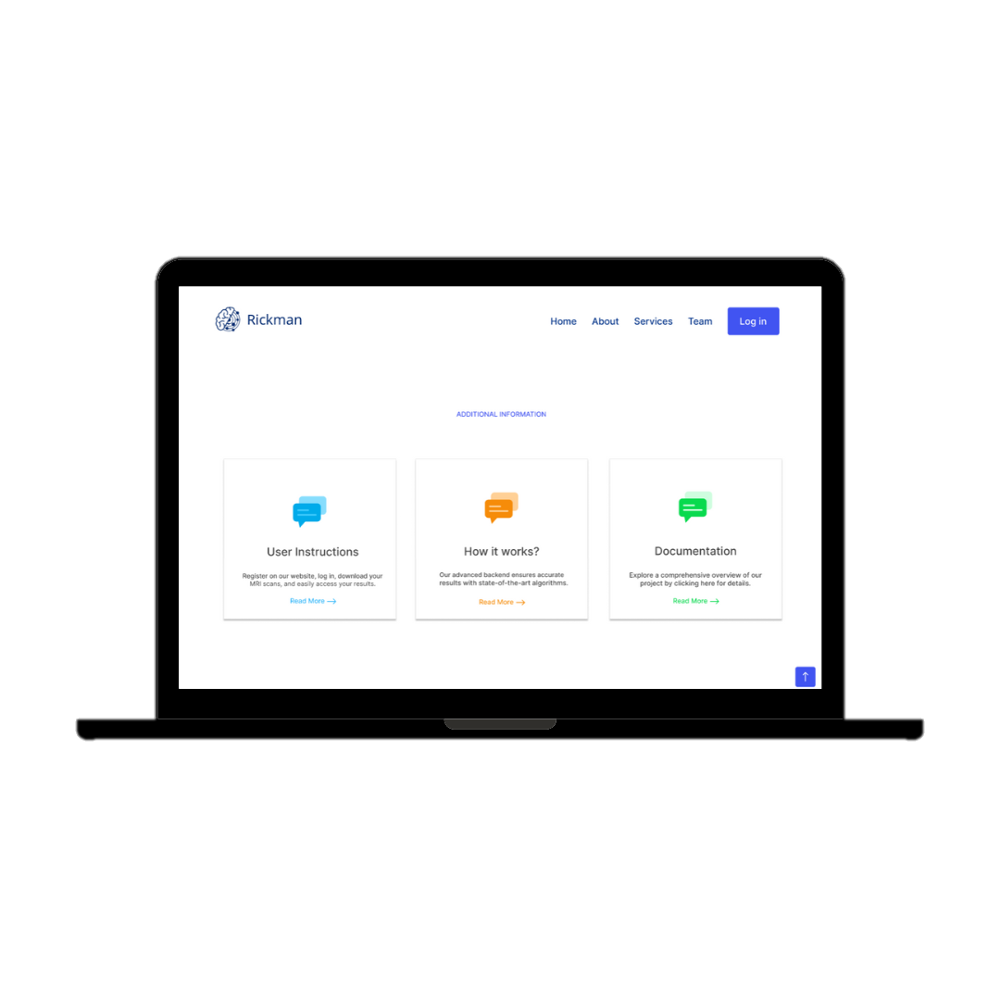 Rickman
Home About Services Team Log in
ADDITIONAL INFORMATION
User Instructions
Register on our website, log in, download your
MRI scans, and easily access your results.
Read More
How it works?
Our advanced backend ensures accurate
results with state-of-the-art algorithms.
Read More
Documentation
Explore a comprehensive overview of our
project by clicking here for details.
Read More